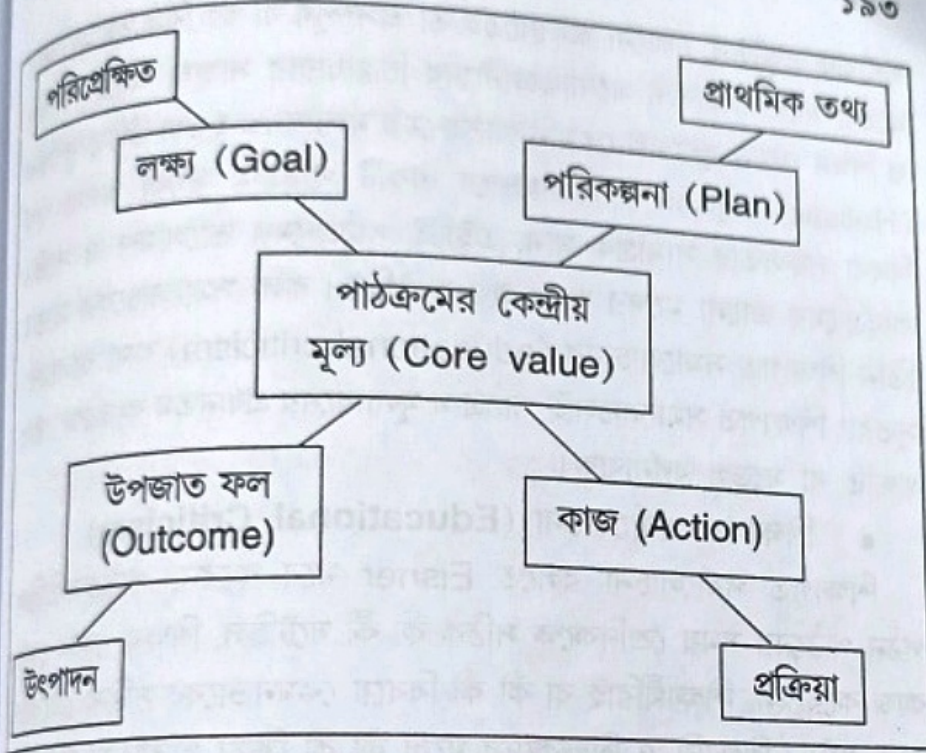 ১৯৩
পরিপ্রেক্ষিত
প্রাথমিক তথ্য
লক্ষ্য (Goal)
পরিকল্পনা (Plan)
পাঠক্রমের কেন্দ্রীয়
মূল্য (Core value)
উপজাত ফল
(Outcome)
কাজ (Action)
উৎপাদন
প্রক্রিয়া